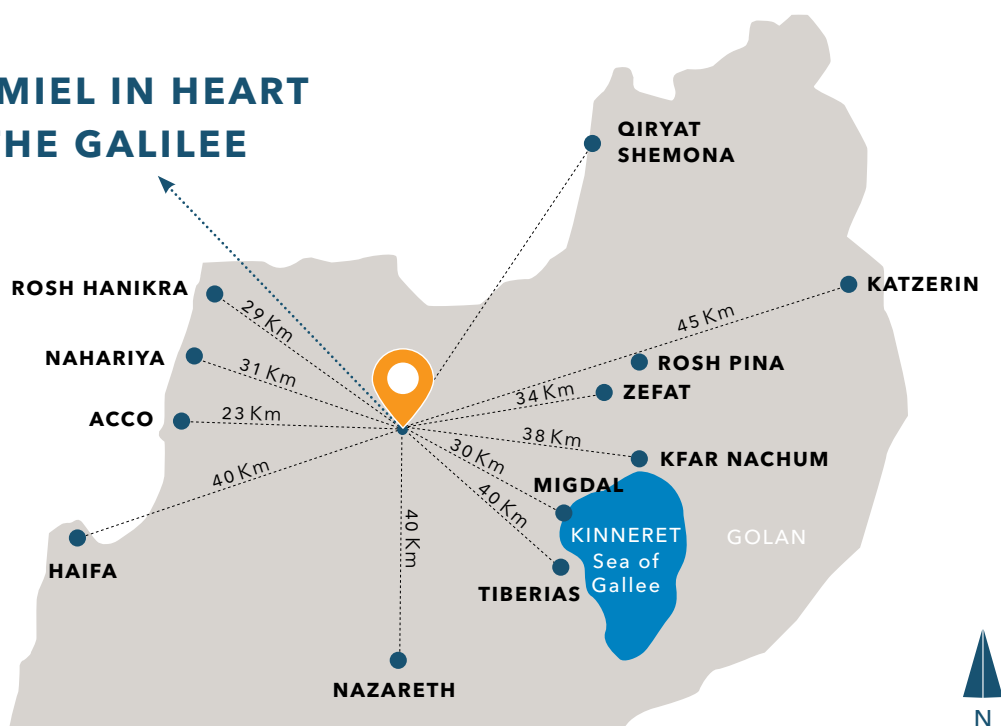 MIEL IN HEART
THE GALILEE
QIRYAT
SHEMONA
ROSH HANIKRA
29 Km
KATZERIN
45 Km
NAHARIYA
31 Km
ROSH PINA
34 Km
ZEFAT
ACCO
23 Km
38 Km
KFAR NACHUM
30 Km
40 Km
MIGDAL
40 Km
40 Km
KINNERET
Sea of
Gallee
GOLAN
HAIFA
TIBERIAS
NAZARETH
N